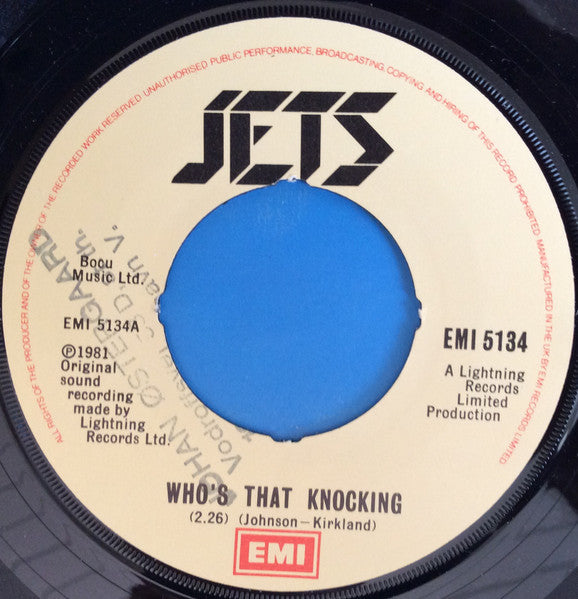 ALL RIGHTS OF THE PRODUCER AND OF THE OWNER OF THE RECORDED WORK RESERVED. UNAUTHORISED PUBLIC PERFORMANCE, BROADCASTING, COPYING AND HIRING OF THIS RECORD PROHIBITED. MANUFACTURED IN THE UK BY EMI RECORDS LIMITED
JETS
Bocu
Music Ltd.
EMI 5134A
℗1981
Original
sound
recording
made by
Lightning
Records Ltd.
EMI 5134
A Lightning
Records
Limited
Production
ØSTERGAARD
WHO'S THAT KNOCKING
(2.26) (Johnson—Kirkland)
EMI